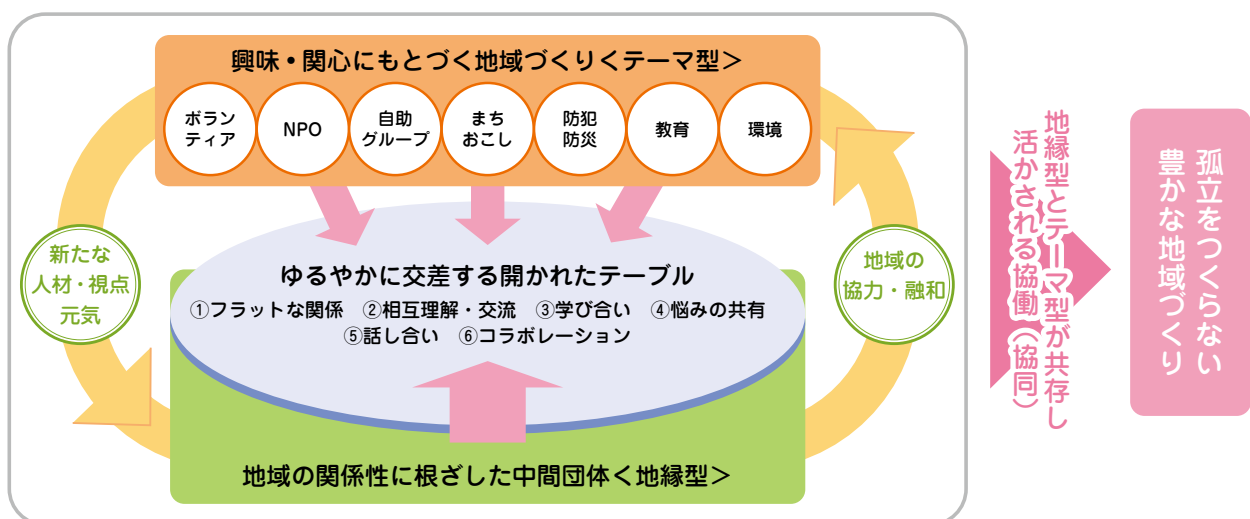 興味・関心にもとづく地域づくりくテーマ型＞
ボラン
ティア
NPO
自助
グループ
まち
おこし
防犯
防災
教育
環境
新たな
人材・視点
元気
ゆるやかに交差する開かれたテーブル
①フラットな関係　②相互理解・交流　③学び合い　④悩みの共有
⑤話し合い　⑥コラボレーション
地域の
協力・融和
地域の関係性に根ざした中間団体く地縁型＞
地縁型とテーマ型が共存し
活かされる協働（協同）
孤立をつくらない
豊かな地域づくり